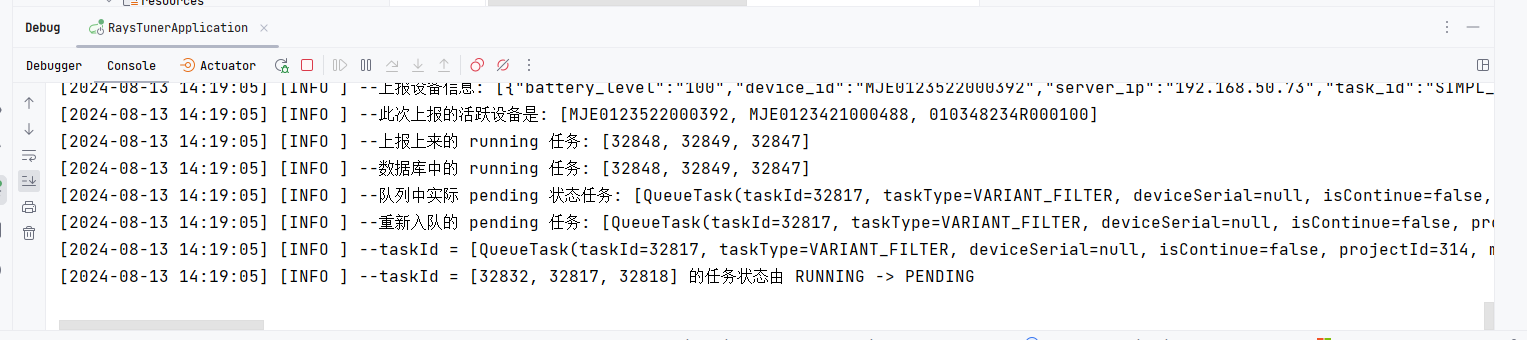 resources
Debug RaysTunerApplication
Debugger Console Actuator
[2024-08-13 14:19:05] [INFO ] --上报设备信息: [{"battery_level":"100","device_id":"MJE0123522000392","server_ip":"192.168.50.73","task_id":"SIMPL_
[2024-08-13 14:19:05] [INFO ] --此次上报的活跃设备是: [MJE0123522000392, MJE0123421000488, 010348234R000100]
[2024-08-13 14:19:05] [INFO ] --上报上来的 running 任务: [32848, 32849, 32847]
[2024-08-13 14:19:05] [INFO ] --数据库中的 running 任务: [32848, 32849, 32847]
[2024-08-13 14:19:05] [INFO ] --队列中实际 pending 状态任务: [QueueTask(taskId=32817, taskType=VARIANT_FILTER, deviceSerial=null, isContinue=false,
[2024-08-13 14:19:05] [INFO ] --重新入队的 pending 任务: [QueueTask(taskId=32817, taskType=VARIANT_FILTER, deviceSerial=null, isContinue=false, pro
[2024-08-13 14:19:05] [INFO ] --taskId = [QueueTask(taskId=32817, taskType=VARIANT_FILTER, deviceSerial=null, isContinue=false, projectId=314, m
[2024-08-13 14:19:05] [INFO ] --taskId = [32832, 32817, 32818] 的任务状态由 RUNNING -> PENDING